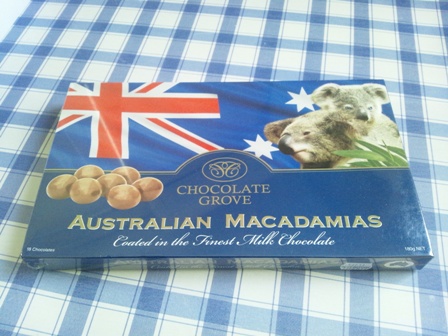 CHOCOLATE
GROVE
AUSTRALIAN MACADAMIAS
Coated in the Finest Milk Chocolate